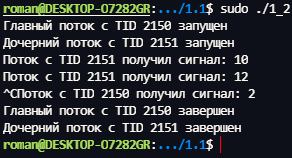 roman@DESKTOP-O7282GR:.../1.1$ sudo ./1_2
Главный поток с TID 2150 запущен
Дочерний поток с TID 2151 запущен
Поток с TID 2151 получил сигнал: 10
Поток с TID 2151 получил сигнал: 12
^CПоток с TID 2150 получил сигнал: 2
Главный поток с TID 2150 завершен
Дочерний поток с TID 2151 завершен
roman@DESKTOP-O7282GR:.../1.1$